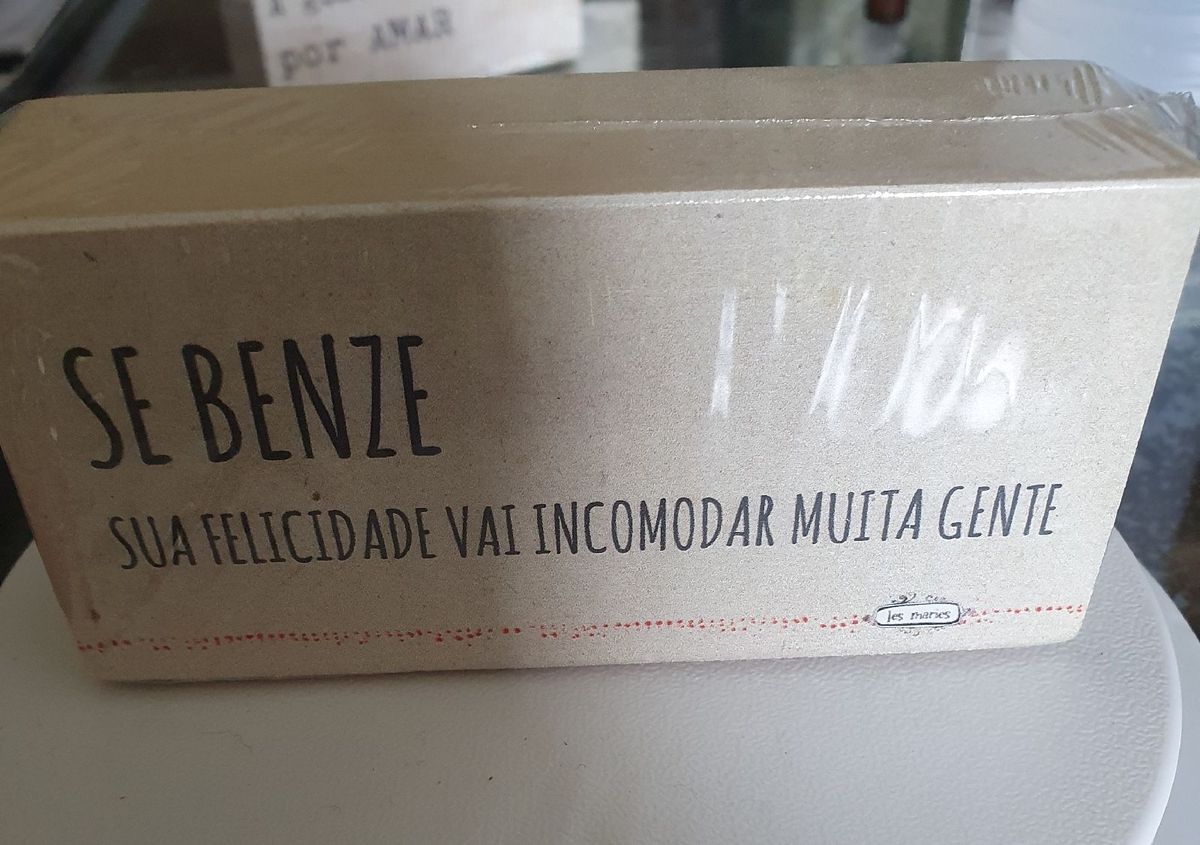 por AMAR
SE BENZE
SUA FELICIDADE VAI INCOMODAR MUITA GENTE
les maries